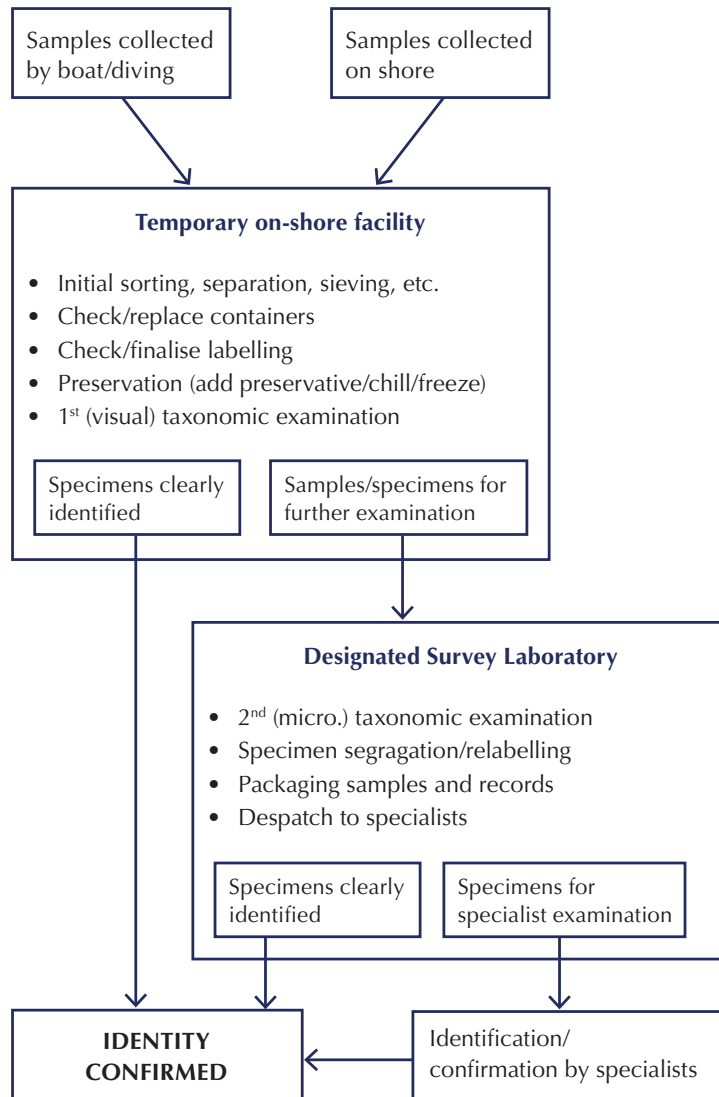 Samples collected
by boat/diving
Samples collected
on shore
Temporary on-shore facility
• Initial sorting, separation, sieving, etc.
• Check/replace containers
• Check/finalise labelling
• Preservation (add preservative/chill/freeze)
• 1st (visual) taxonomic examination
Specimens clearly
identified
Samples/specimens for
further examination
Designated Survey Laboratory
• 2nd (micro.) taxonomic examination
• Specimen segragation/relabelling
• Packaging samples and records
• Despatch to specialists
Specimens clearly
identified
Specimens for
specialist examination
IDENTITY
CONFIRMED
Identification/
confirmation by specialists